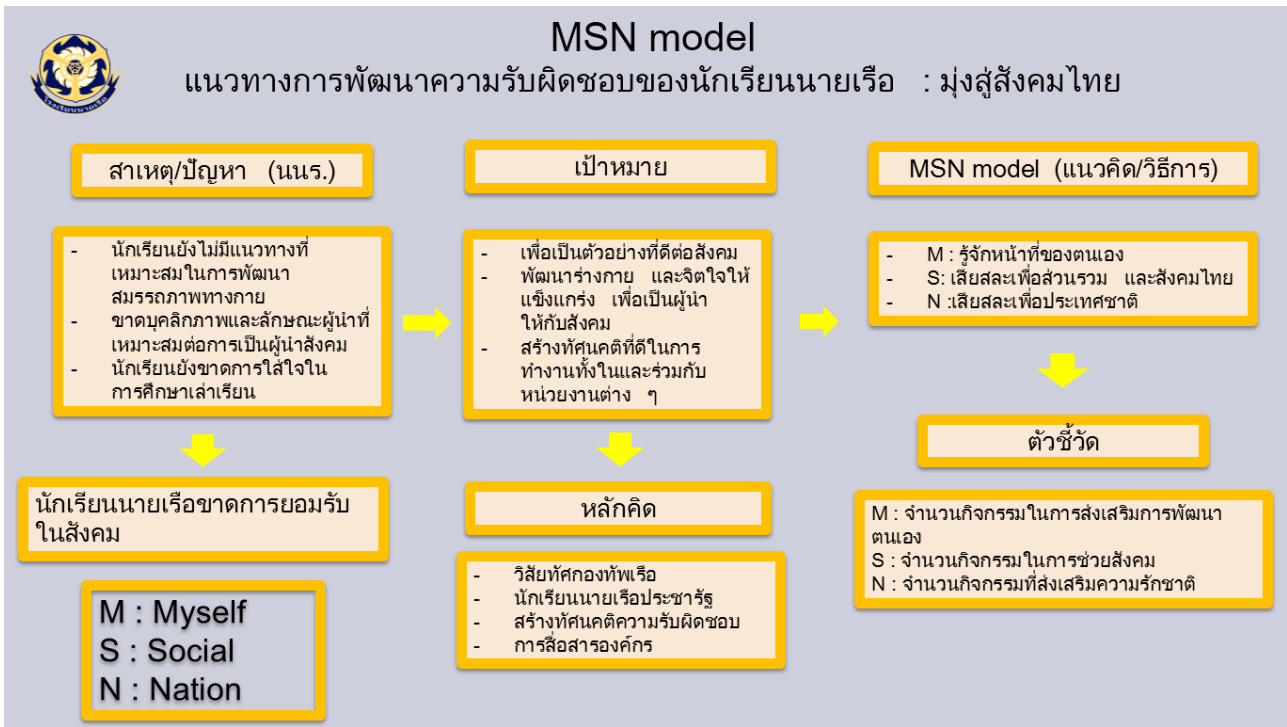 MSN model
แนวทางการพัฒนาความรับผิดชอบของนักเรียนนายเรือ : มุ่งสู่สังคมไทย
โรงเรียนนายเรือ
สาเหตุ/ปัญหา (นนร.)
- นักเรียนยังไม่มีแนวทางที่
เหมาะสมในการพัฒนา
สมรรถภาพทางกาย
- ขาดบุคลิกภาพและลักษณะผู้นำที่
เหมาะสมต่อการเป็นผู้นำสังคม
- นักเรียนยังขาดการใส่ใจใน
การศึกษาเล่าเรียน
นักเรียนนายเรือขาดการยอมรับ
ในสังคม
M : Myself
S : Social
N : Nation
เป้าหมาย
- เพื่อเป็นตัวอย่างที่ดีต่อสังคม
- พัฒนาร่างกาย และจิตใจให้
แข็งแกร่ง เพื่อเป็นผู้นำ
ให้กับสังคม
- สร้างทัศนคติที่ดีในการ
ทำงานทั้งในและร่วมกับ
หน่วยงานต่าง ๆ
หลักคิด
- วิสัยทัศกองทัพเรือ
- นักเรียนนายเรือประชารัฐ
- สร้างทัศนคติความรับผิดชอบ
- การสื่อสารองค์กร
MSN model (แนวคิด/วิธีการ)
- M : รู้จักหน้าที่ของตนเอง
- S: เสียสละเพื่อส่วนรวม และสังคมไทย
- N :เสียสละเพื่อประเทศชาติ
ตัวชี้วัด
M : จำนวนกิจกรรมในการส่งเสริมการพัฒนา
ตนเอง
S : จำนวนกิจกรรมในการช่วยสังคม
N : จำนวนกิจกรรมที่ส่งเสริมความรักชาติ